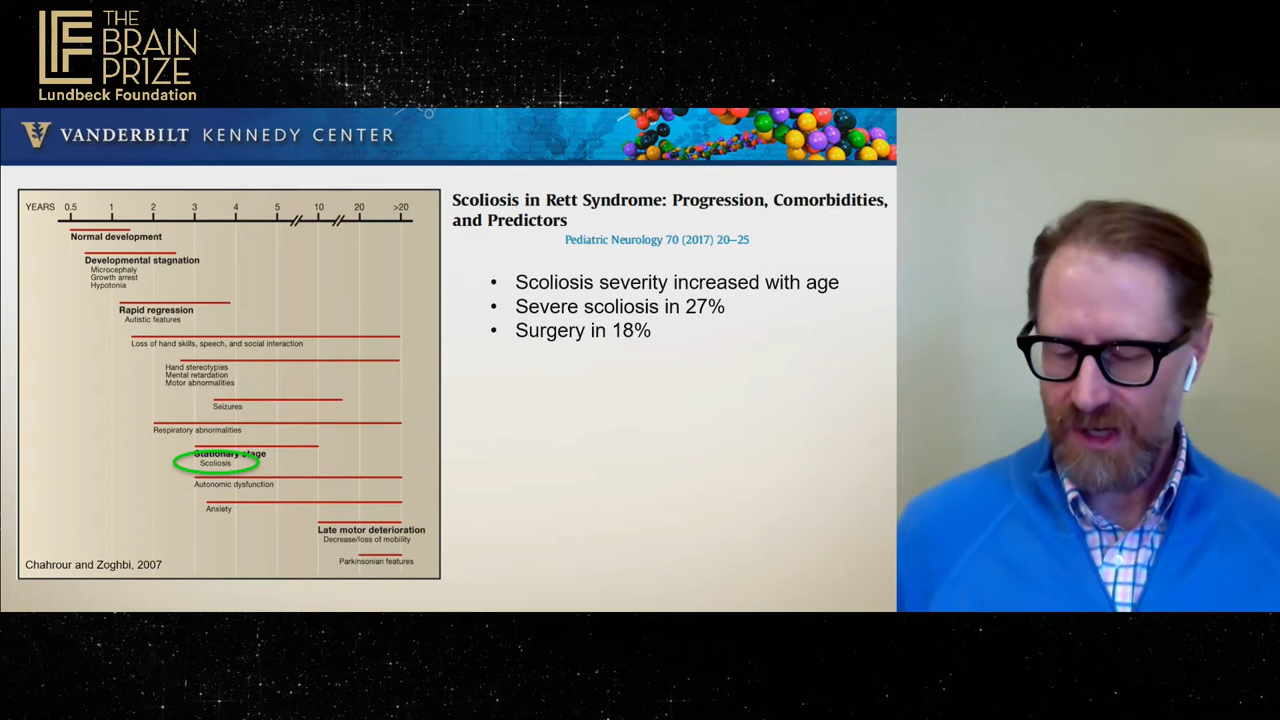 THE
BRAIN
PRIZE
Lundbeck Foundation
VANDERBILT KENNEDY CENTER
YEARS 0.5 1 2 3 4 5 10 20 >20
Normal development
Developmental stagnation
Microcephaly
Growth arrest
Hypotonia
Rapid regression
Autistic features
Loss of hand skills, speech, and social interaction
Hand stereotypies
Mental retardation
Motor abnormalities
Seizures
Respiratory abnormalities
Stationary stage
Scoliosis
Autonomic dysfunction
Anxiety
Late motor deterioration
Decrease/loss of mobility
Parkinsonian features
Chahrour and Zoghbi, 2007
Scoliosis in Rett Syndrome: Progression, Comorbidities,
and Predictors
Pediatric Neurology 70 (2017) 20–25
• Scoliosis severity increased with age
• Severe scoliosis in 27%
• Surgery in 18%